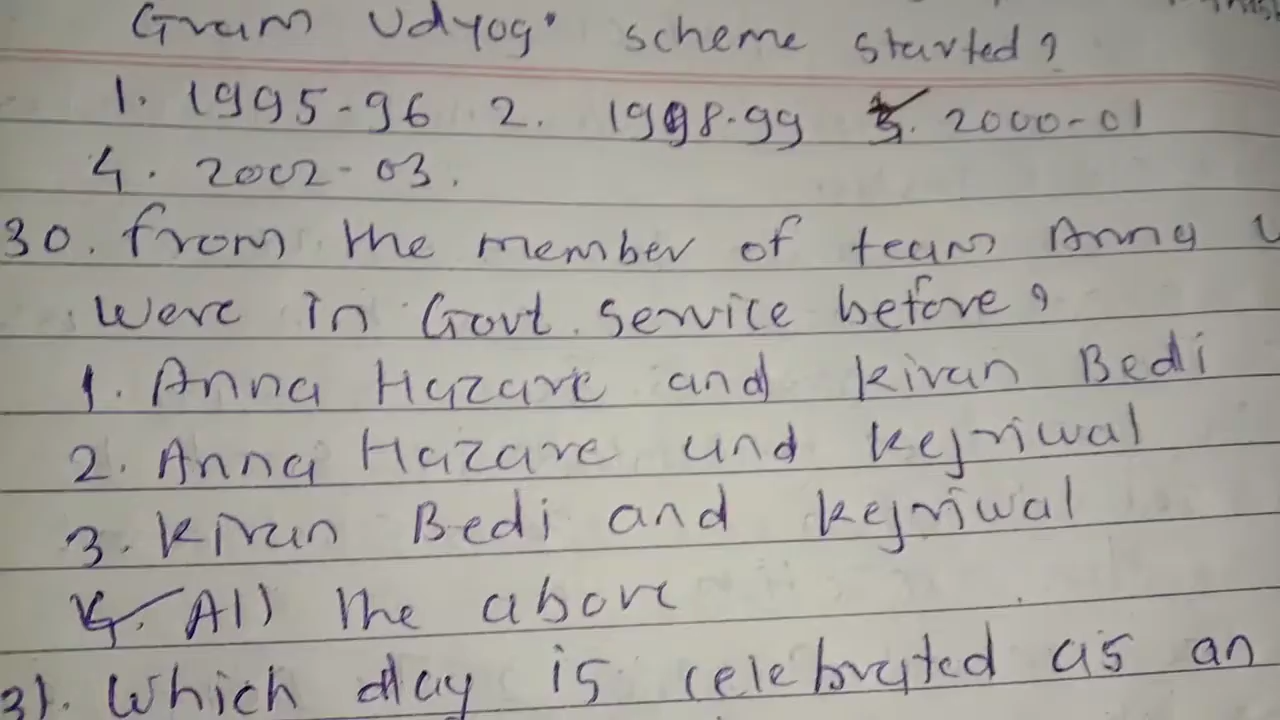 Gram Udyog' scheme started?
1. 1995-96 2. 1998-99 3. 2000-01
4. 2002-03.
30. from the member of team Anna
were in Govt. Service before?
1. Anna Hazare and Kiran Bedi
2. Anna Hazare and Kejriwal
3. Kiran Bedi and Kejriwal
4. All the above
31. Which day is celebrated as an